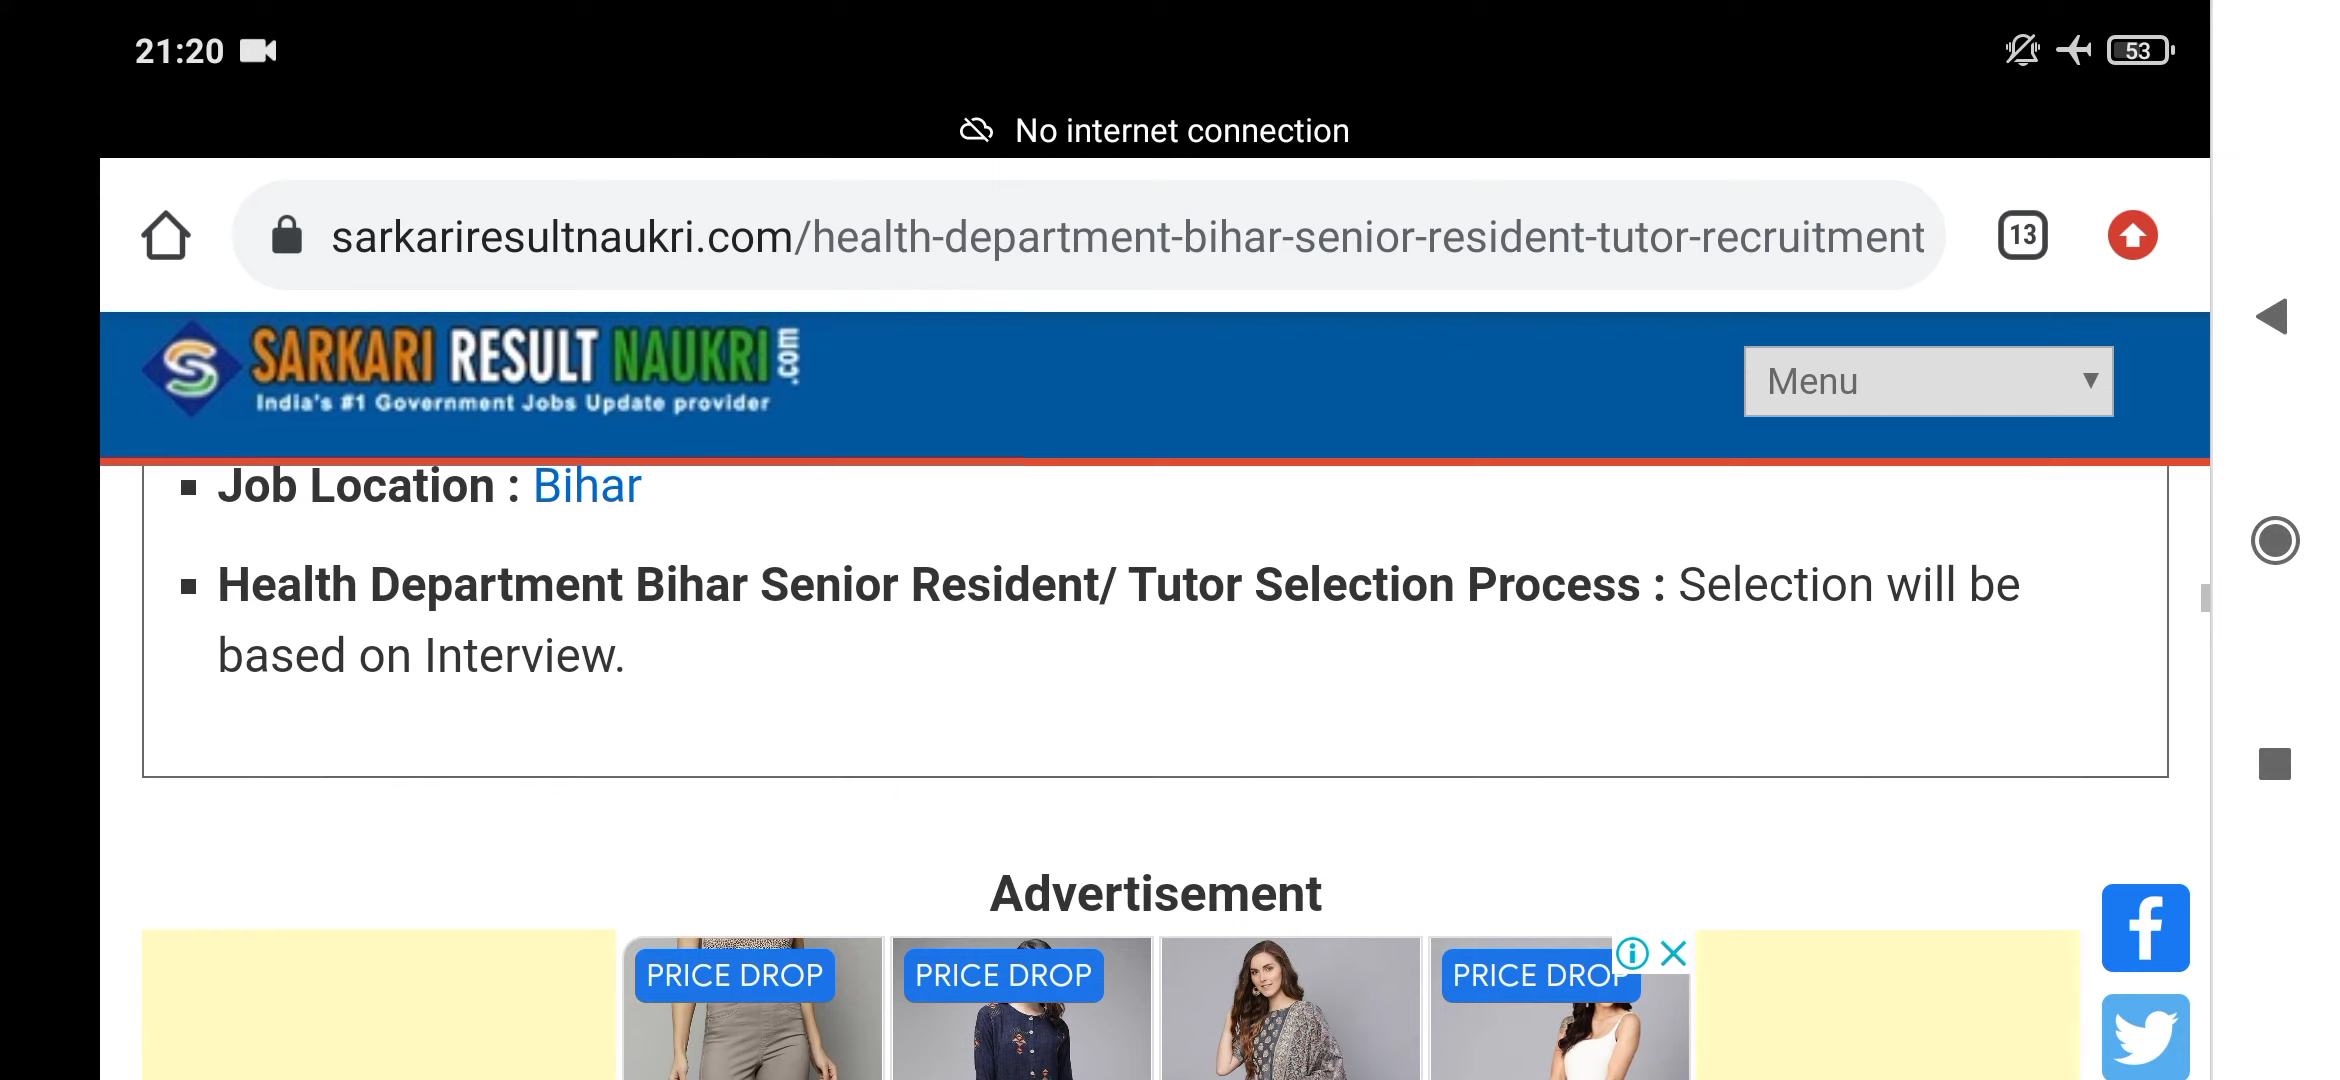 21:20
53
No internet connection
sarkariresultnaukri.com/health-department-bihar-senior-resident-tutor-recruitment
13
SARKARI RESULT NAUKRI .com
India's #1 Government Jobs Update provider
Menu
Job Location : Bihar
Health Department Bihar Senior Resident/ Tutor Selection Process : Selection will be
based on Interview.
Advertisement
PRICE DROP
PRICE DROP
PRICE DROP